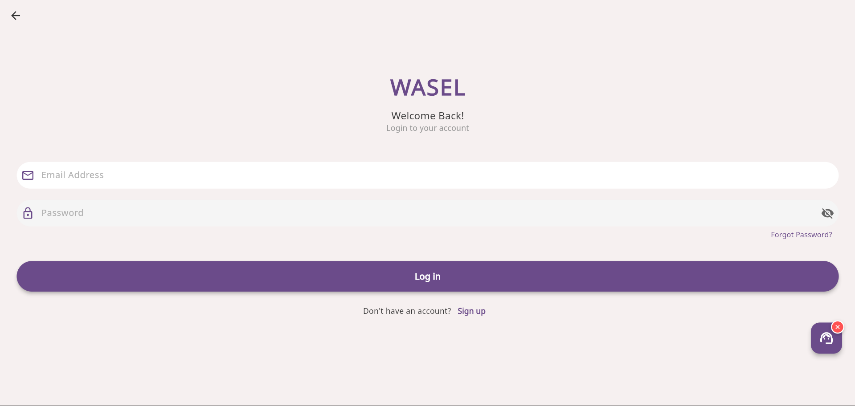 WASEL
Welcome Back!
Login to your account
Email Address
Password
Forgot Password?
Log in
Don't have an account? Sign up